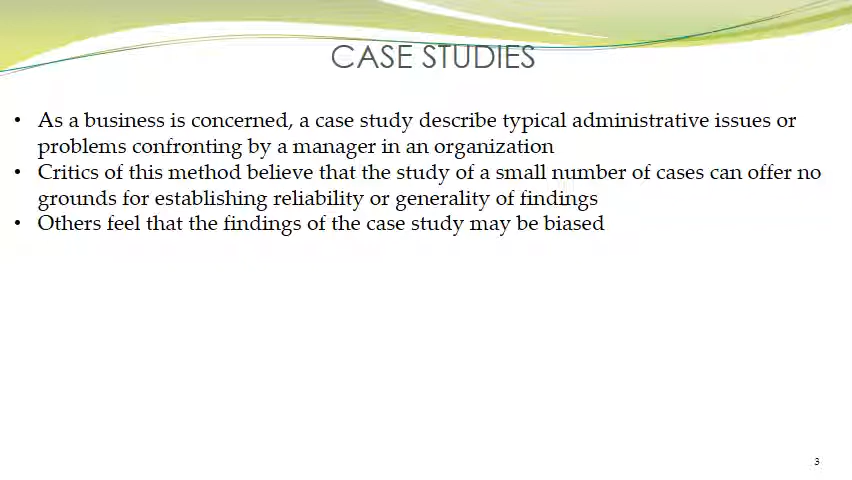 CASE STUDIES
• As a business is concerned, a case study describe typical administrative issues or
problems confronting by a manager in an organization
• Critics of this method believe that the study of a small number of cases can offer no
grounds for establishing reliability or generality of findings
• Others feel that the findings of the case study may be biased
3